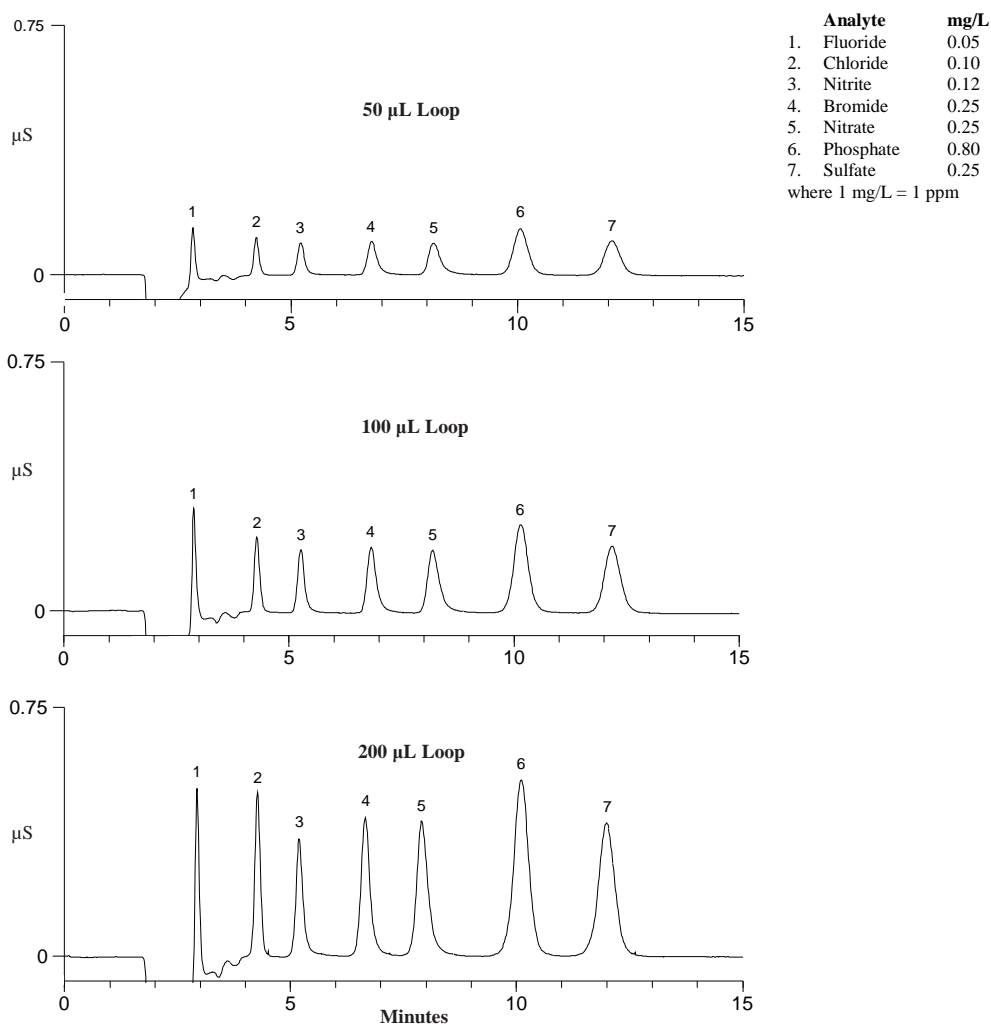 Analyte mg/L
1. Fluoride 0.05
2. Chloride 0.10
3. Nitrite 0.12
4. Bromide 0.25
5. Nitrate 0.25
6. Phosphate 0.80
7. Sulfate 0.25
where 1 mg/L = 1 ppm
0.75
50 µL Loop
µS
1 2 3 4 5 6 7
0
0 5 10 15
0.75
100 µL Loop
µS
1 2 3 4 5 6 7
0
0 5 10 15
0.75
200 µL Loop
µS
1 2 3 4 5 6 7
0
0 5 10 15
Minutes